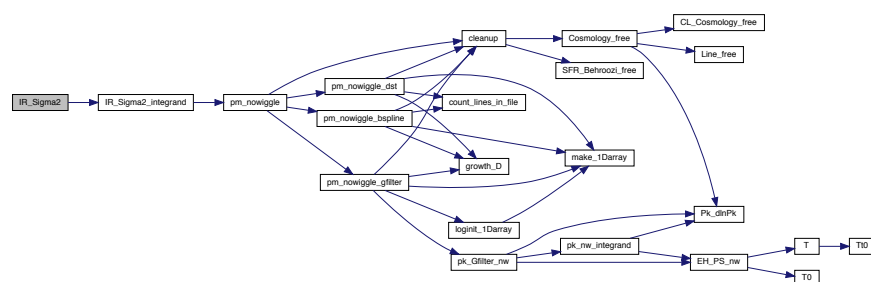 IR_Sigma2
IR_Sigma2_integrand
pm_nowiggle
pm_nowiggle_dst
pm_nowiggle_bspline
pm_nowiggle_gfilter
cleanup
count_lines_in_file
growth_D
loginit_1Darray
pk_Gfilter_nw
Cosmology_free
SFR_Behroozi_free
make_1Darray
pk_nw_integrand
CL_Cosmology_free
Line_free
Pk_dlnPk
EH_PS_nw
T
T0
Tt0